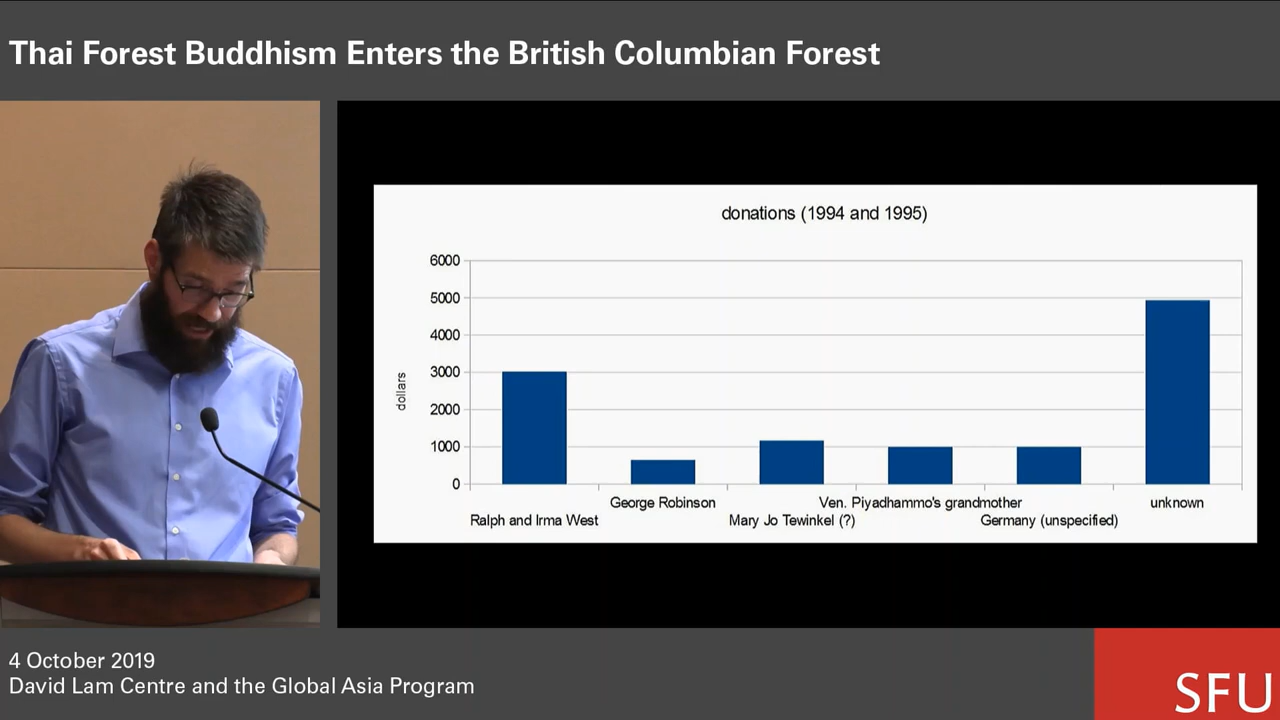 Thai Forest Buddhism Enters the British Columbian Forest
donations (1994 and 1995)
dollars
6000
5000
4000
3000
2000
1000
0
Ralph and Irma West
George Robinson
Mary Jo Tewinkel (?)
Ven. Piyadhammo's grandmother
Germany (unspecified)
unknown
4 October 2019
David Lam Centre and the Global Asia Program
SFU